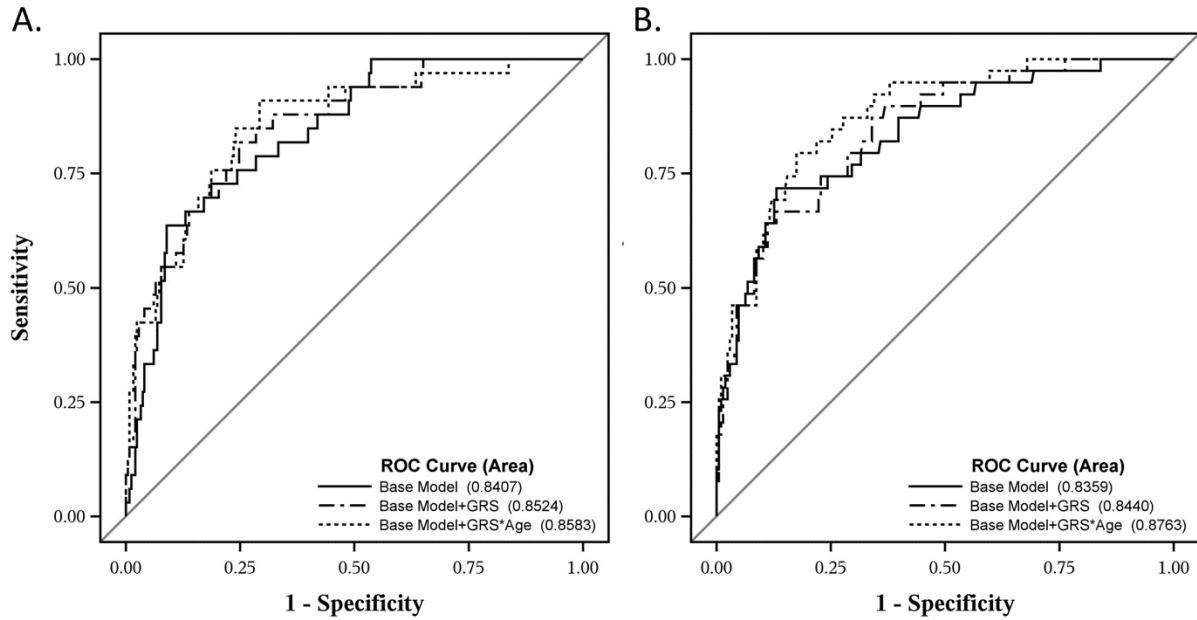 A.
1.00
0.75
0.50
0.25
0.00
Sensitivity
ROC Curve (Area)
Base Model (0.8407)
Base Model+GRS (0.8524)
Base Model+GRS*Age (0.8583)
0.00 0.25 0.50 0.75 1.00
1 - Specificity
B.
1.00
0.75
0.50
0.25
0.00
ROC Curve (Area)
Base Model (0.8359)
Base Model+GRS (0.8440)
Base Model+GRS*Age (0.8763)
0.00 0.25 0.50 0.75 1.00
1 - Specificity